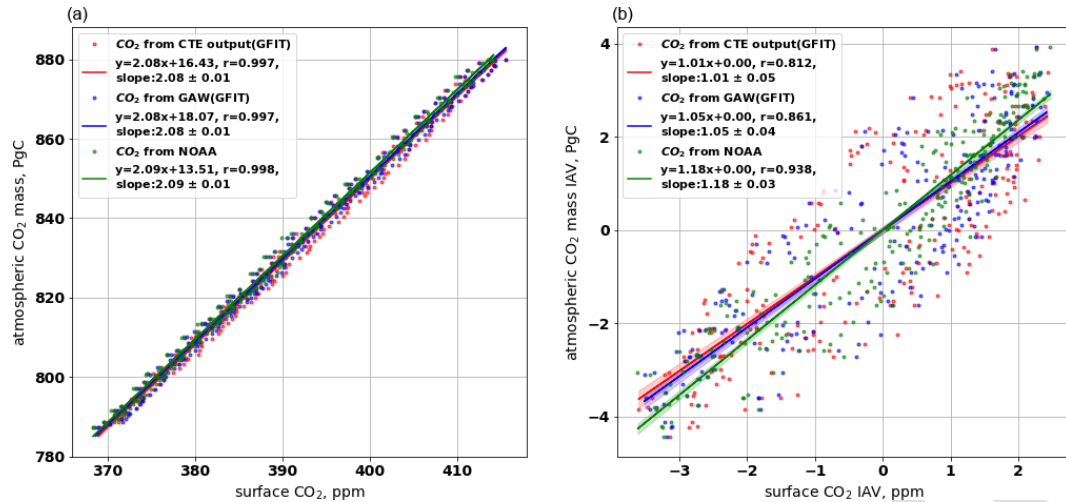 (a)
CO2 from CTE output(GFIT)
y=2.08x+16.43, r=0.997,
slope:2.08 ± 0.01
CO2 from GAW(GFIT)
y=2.08x+18.07, r=0.997,
slope:2.08 ± 0.01
CO2 from NOAA
y=2.09x+13.51, r=0.998,
slope:2.09 ± 0.01
atmospheric CO2 mass, PgC
880
860
840
820
800
780
370
380
390
400
410
surface CO2, ppm
(b)
CO2 from CTE output(GFIT)
y=1.01x+0.00, r=0.812,
slope:1.01 ± 0.05
CO2 from GAW(GFIT)
y=1.05x+0.00, r=0.861,
slope:1.05 ± 0.04
CO2 from NOAA
y=1.18x+0.00, r=0.938,
slope:1.18 ± 0.03
atmospheric CO2 mass IAV, PgC
4
2
0
−2
−4
−3
−2
−1
0
1
2
surface CO2 IAV, ppm